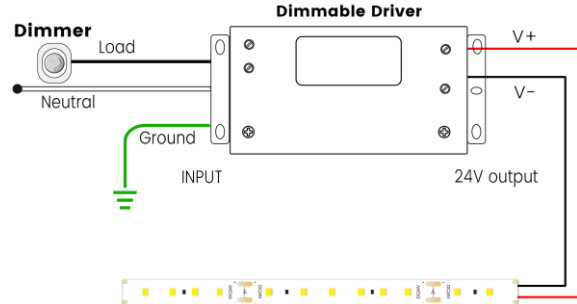 Dimmable Driver
Dimmer
Load
V+
Neutral
V-
Ground
INPUT
24V output